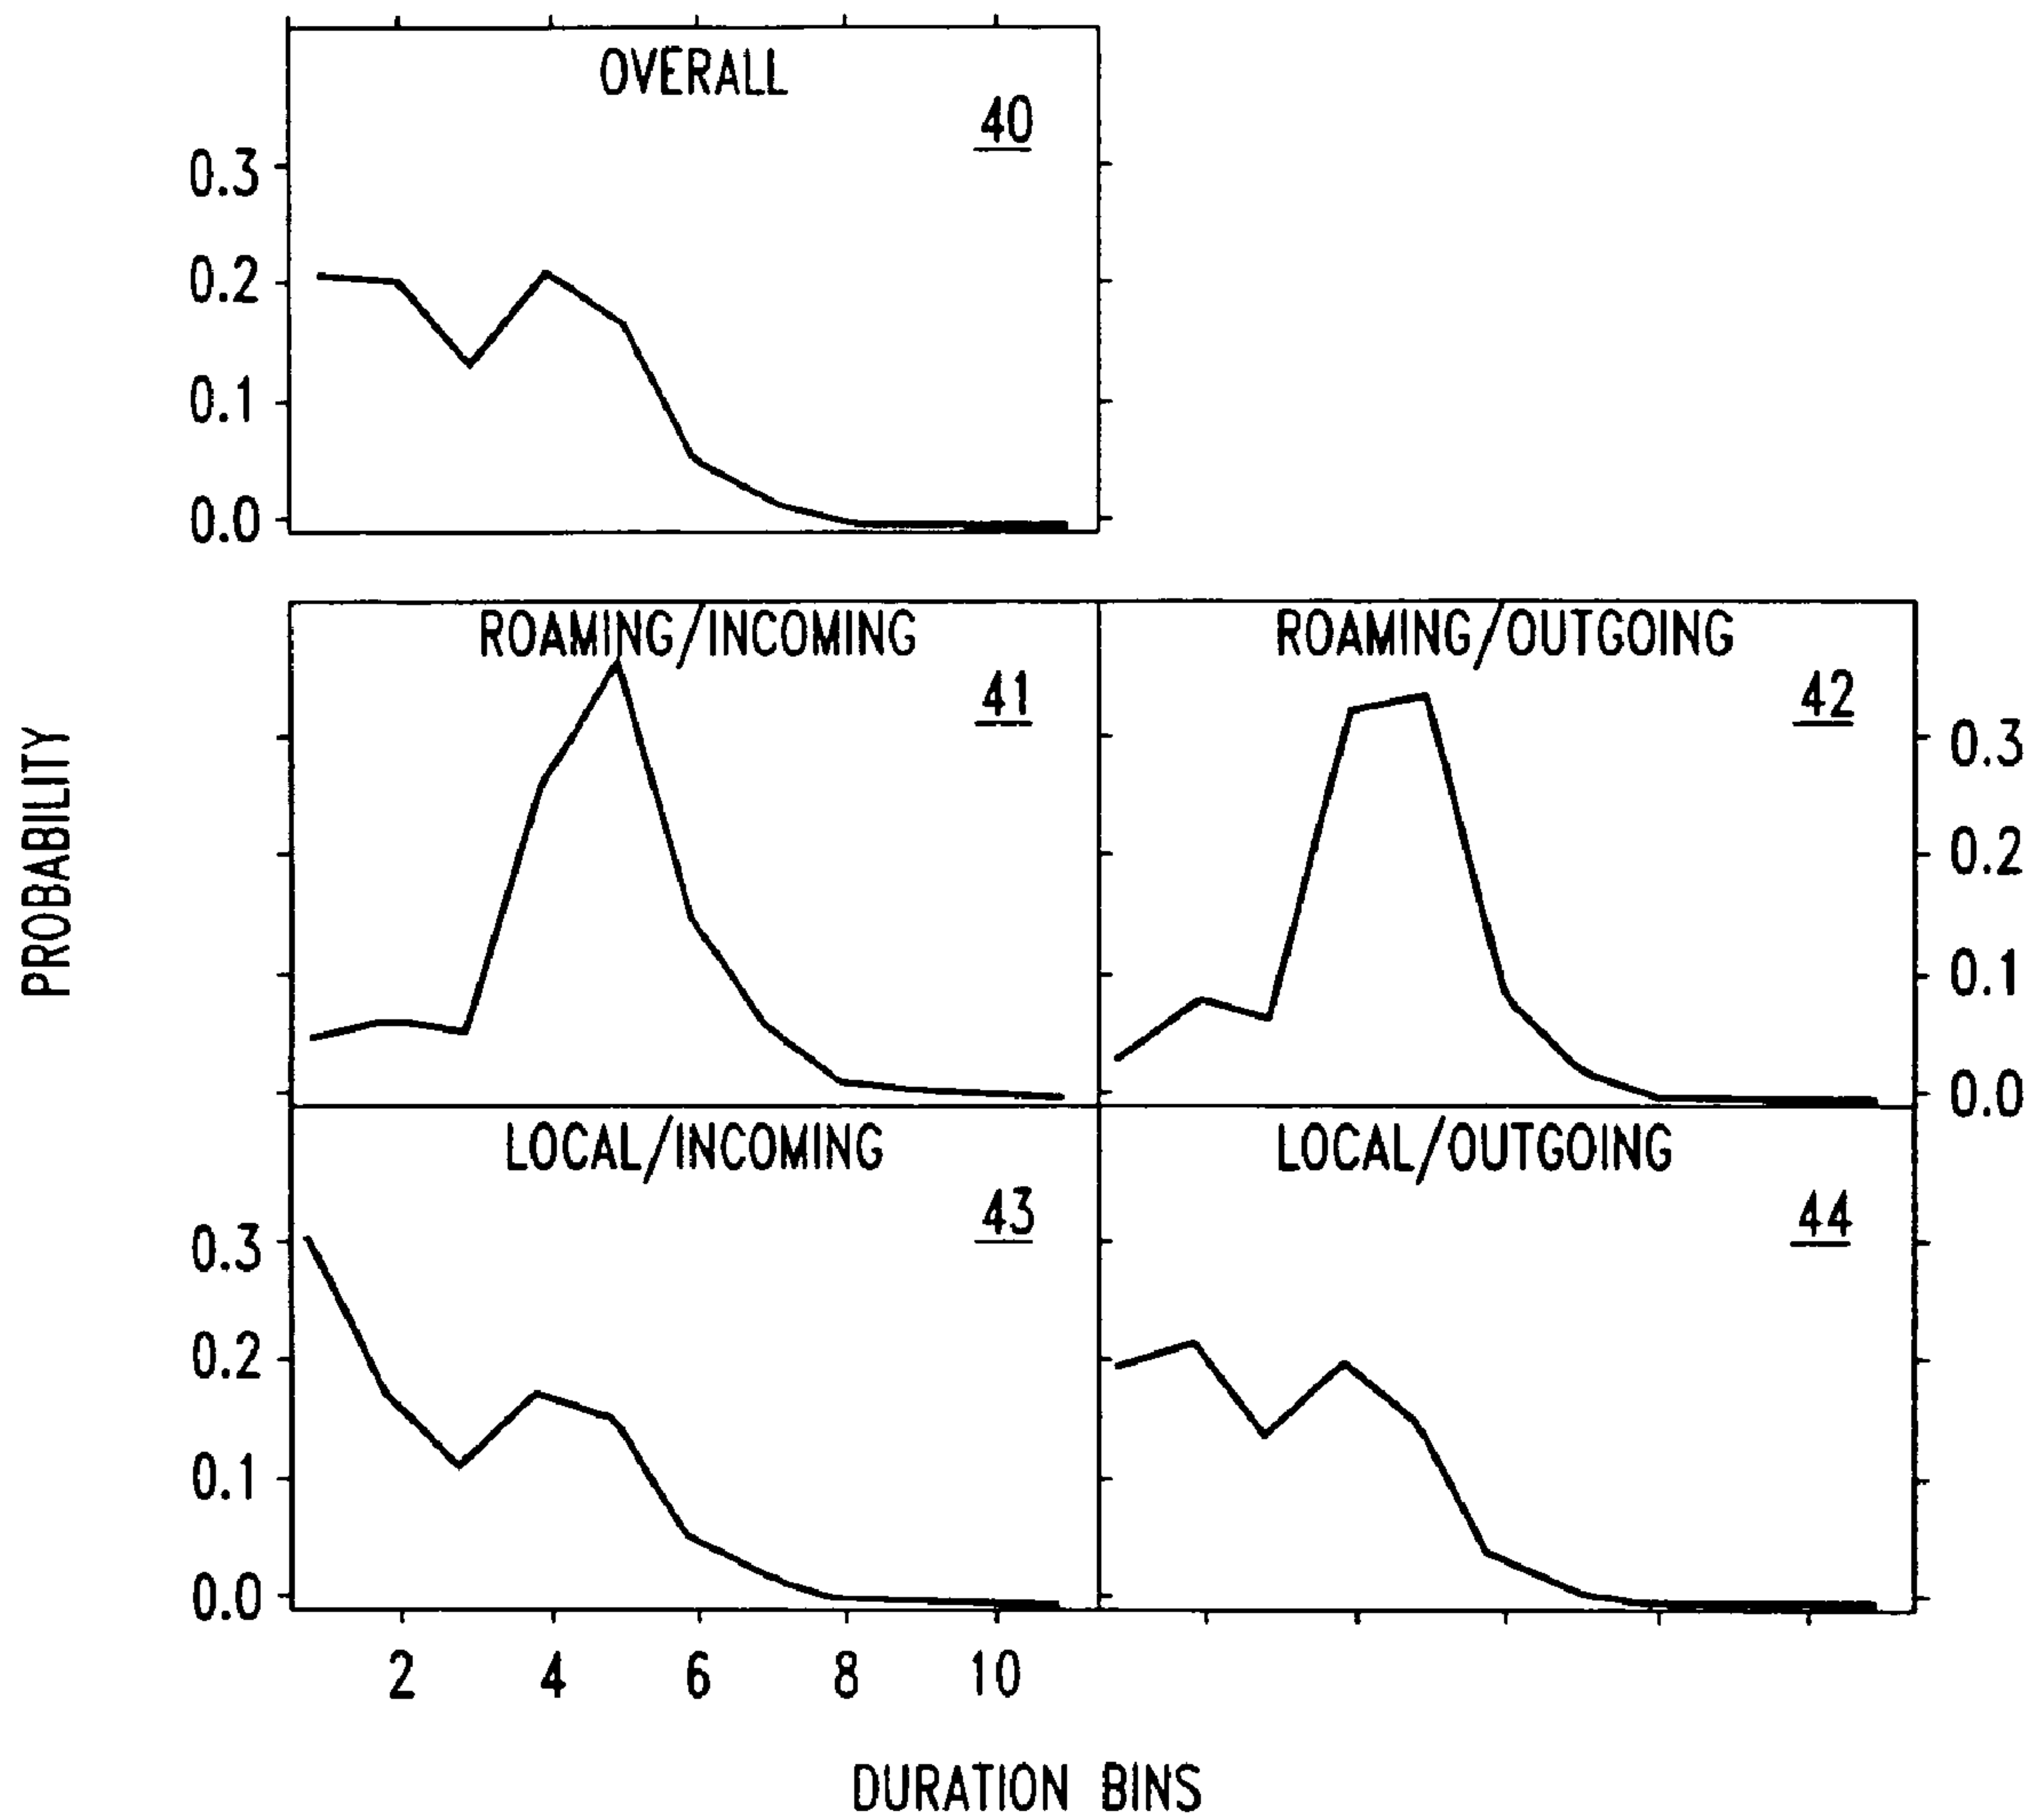 OVERALL
40
0.3
0.2
0.1
0.0
ROAMING/INCOMING
41
ROAMING/OUTGOING
42
0.3
0.2
0.1
0.0
PROBABILITY
LOCAL/INCOMING
43
LOCAL/OUTGOING
44
0.3
0.2
0.1
0.0
2 4 6 8 10
DURATION BINS